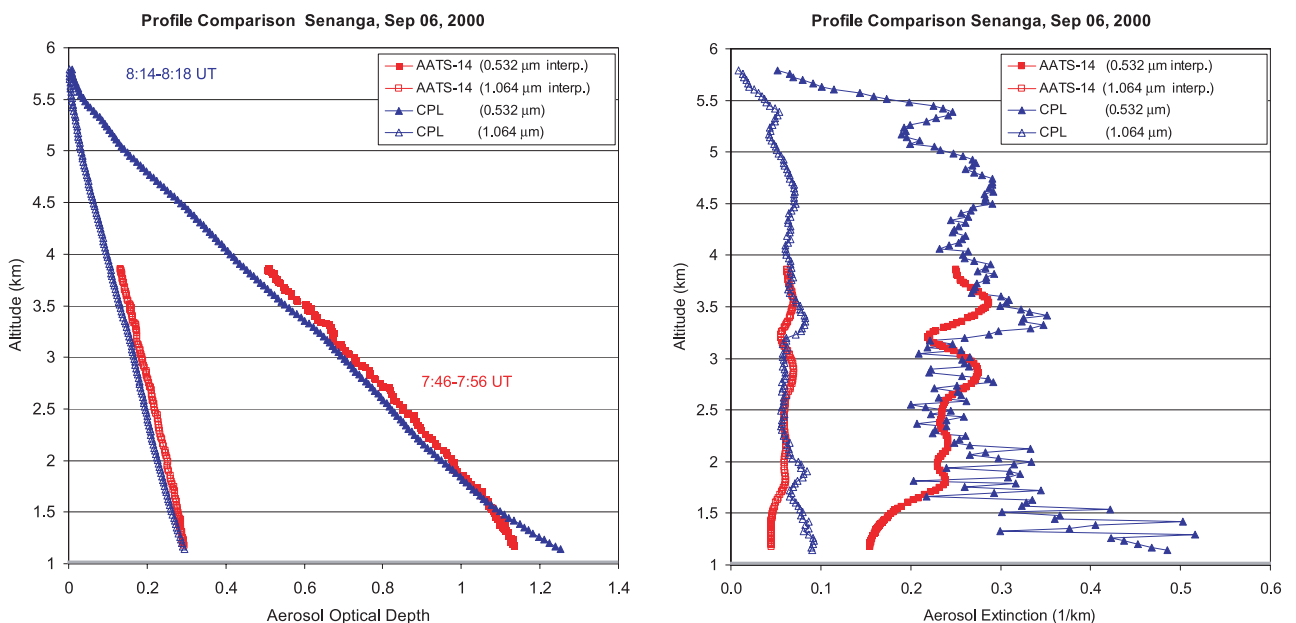 Profile Comparison Senanga, Sep 06, 2000
6
5.5
5
4.5
4
3.5
3
2.5
2
1.5
1
Altitude (km)
8:14-8:18 UT
AATS-14 (0.532 µm interp.)
AATS-14 (1.064 µm interp.)
CPL (0.532 µm)
CPL (1.064 µm)
7:46-7:56 UT
0 0.2 0.4 0.6 0.8 1 1.2 1.4
Aerosol Optical Depth
Profile Comparison Senanga, Sep 06, 2000
6
5.5
5
4.5
4
3.5
3
2.5
2
1.5
1
Altitude (km)
AATS-14 (0.532 µm interp.)
AATS-14 (1.064 µm interp.)
CPL (0.532 µm)
CPL (1.064 µm)
0.0 0.1 0.2 0.3 0.4 0.5 0.6
Aerosol Extinction (1/km)